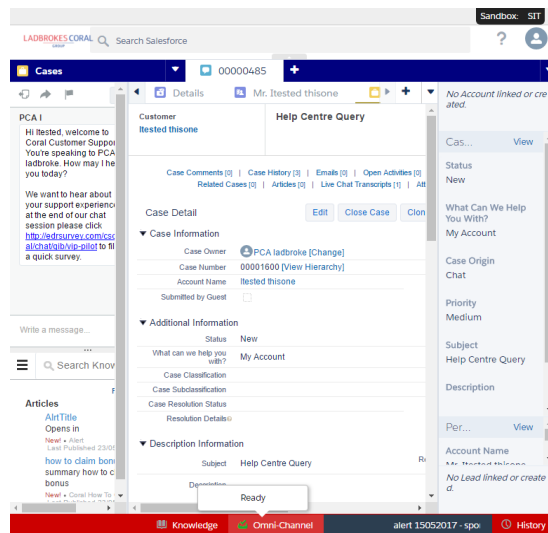 Sandbox: SIT
LADBROKES CORAL
GROUP
Search Salesforce
?
Cases
00000485
Details
Mr. Itested thisone
No Account linked or cre
ated.
PCA I
Hi Itested, welcome to
Coral Customer Suppor
You're speaking to PCA
ladbroke. How may I he
you today?
We want to hear about
your support experienc
at the end of our chat
session please click
http://edrsurvey.com/csc
al/chat/gib/vip-pilot to fil
a quick survey.
Write a message...
Search Know
Articles
AlrtTitle
Opens in
New! • Alert
Last Published 23/05
how to claim bon
summary how to c
bonus
New! • Coral How To
Customer
Itested thisone
Help Centre Query
Case Comments [0] | Case History [3] | Emails [0] | Open Activities [0]
Related Cases [0] | Articles [0] | Live Chat Transcripts [1] | Att
Case Detail
Edit
Close Case
Clon
Case Information
Case Owner PCA ladbroke [Change]
Case Number 00001600 [View Hierarchy]
Account Name Itested thisone
Submitted by Guest
Additional Information
Status New
What can we help you
with? My Account
Case Classification
Case Subclassification
Case Resolution Status
Resolution Details
Description Information
Subject Help Centre Query
Re
Description
Cas... View
Status
New
What Can We Help
You With?
My Account
Case Origin
Chat
Priority
Medium
Subject
Help Centre Query
Description
Per... View
Account Name
Mr. Itested thisone
No Lead linked or create
d.
Ready
Knowledge
Omni-Channel
alert 15052017 - spo
History